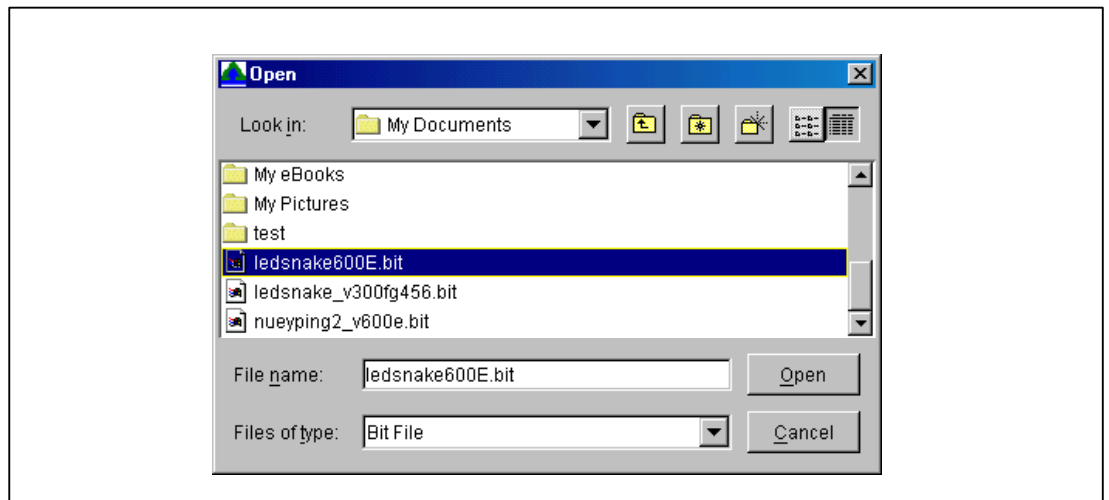 Open
Look in: My Documents
My eBooks
My Pictures
test
ledsnake600E.bit
ledsnake_v300fg456.bit
nueyping2_v600e.bit
File name: ledsnake600E.bit Open
Files of type: Bit File Cancel